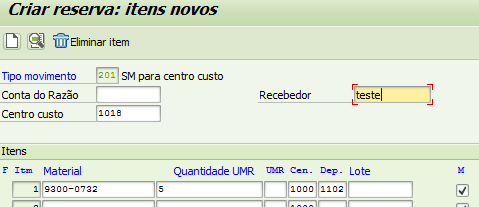 Criar reserva: itens novos
Eliminar item
Tipo movimento 201 SM para centro custo
Conta do Razão Recebedor teste
Centro custo 1018
Itens
F Itm Material Quantidade UMR UMR Cen. Dep. Lote M
1 9300-0732 5 1000 1102